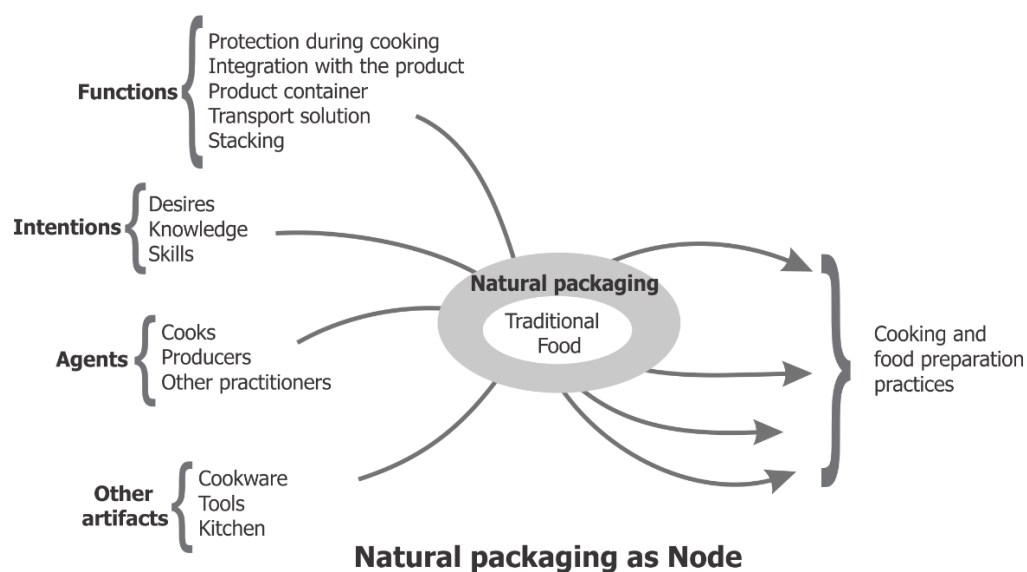 Functions
Protection during cooking
Integration with the product
Product container
Transport solution
Stacking
Intentions
Desires
Knowledge
Skills
Agents
Cooks
Producers
Other practitioners
Other
artifacts
Cookware
Tools
Kitchen
Natural packaging
Traditional
Food
Cooking and
food preparation
practices
Natural packaging as Node